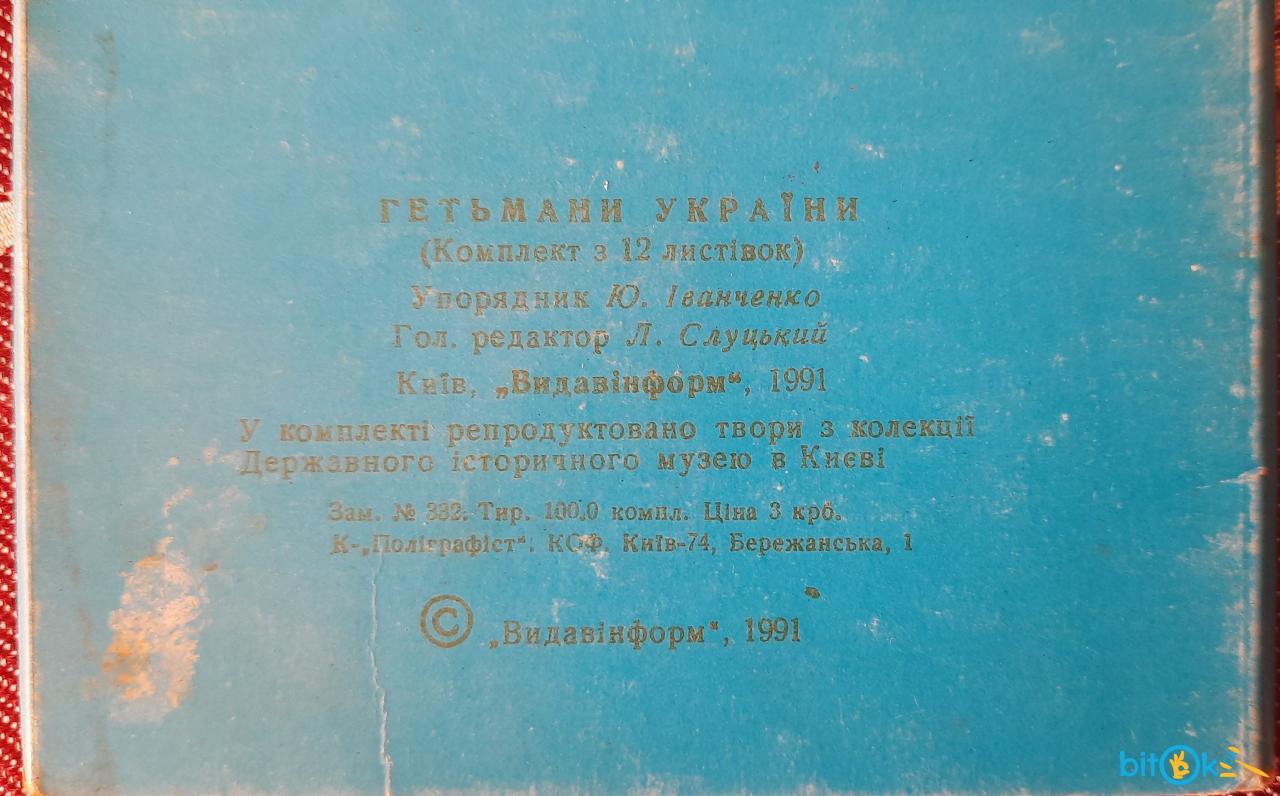 ГЕТЬМАНИ УКРАЇНИ
(Комплект з 12 листівок)
Упорядник Ю. Іванченко
Гол. редактор Л. Слуцький
Київ, „Видавінформ“, 1991
У комплекті репродуктовано твори з колекції
Державного історичного музею в Києві
Зам. № 332. Тир. 100.0 компл. Ціна 3 крб.
К-„Поліграфіст“. КОФ. Київ-74, Бережанська, 1
© „Видавінформ“, 1991
bitok